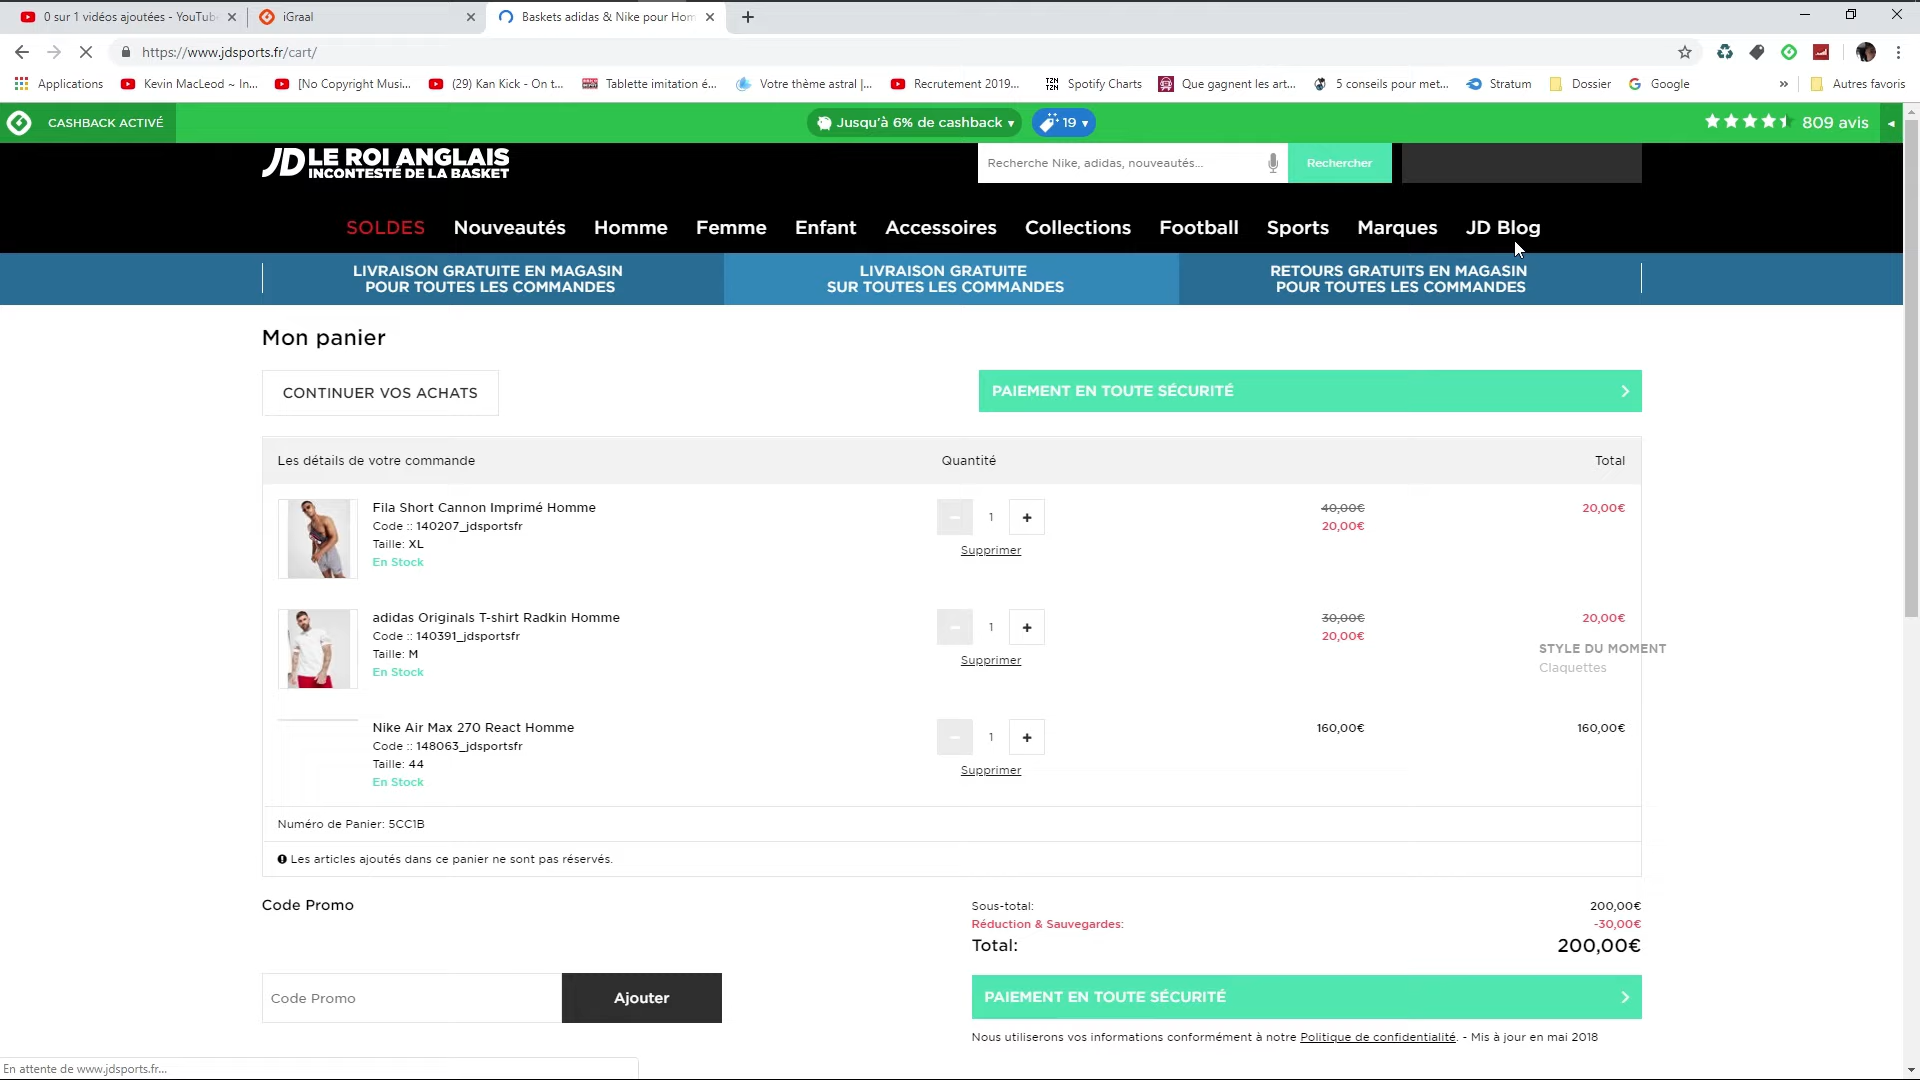 0 sur 1 vidéos ajoutées - YouTub
iGraal
Baskets adidas & Nike pour Hom
https://www.jdsports.fr/cart/
Applications
Kevin MacLeod ~ In...
[No Copyright Musi...
(29) Kan Kick - On t...
Tablette imitation é...
Votre thème astral |...
Recrutement 2019...
Spotify Charts
Que gagnent les art...
5 conseils pour met...
Stratum
Dossier
Google
»
Autres favoris
CASHBACK ACTIVÉ
Jusqu'à 6% de cashback
19
809 avis
JD LE ROI ANGLAIS
INCONTESTÉ DE LA BASKET
Recherche Nike, adidas, nouveautés...
Rechercher
SOLDES Nouveautés Homme Femme Enfant Accessoires Collections Football Sports Marques JD Blog
LIVRAISON GRATUITE EN MAGASIN
POUR TOUTES LES COMMANDES
LIVRAISON GRATUITE
SUR TOUTES LES COMMANDES
RETOURS GRATUITS EN MAGASIN
POUR TOUTES LES COMMANDES
Mon panier
CONTINUER VOS ACHATS
PAIEMENT EN TOUTE SÉCURITÉ
Les détails de votre commande Quantité Total
Fila Short Cannon Imprimé Homme
Code :: 140207_jdsportsfr
Taille: XL
En Stock
1
Supprimer
40,00€
20,00€
20,00€
adidas Originals T-shirt Radkin Homme
Code :: 140391_jdsportsfr
Taille: M
En Stock
1
Supprimer
30,00€
20,00€
20,00€
STYLE DU MOMENT
Claquettes
Nike Air Max 270 React Homme
Code :: 148063_jdsportsfr
Taille: 44
En Stock
1
Supprimer
160,00€
160,00€
Numéro de Panier: 5CC1B
Les articles ajoutés dans ce panier ne sont pas réservés.
Code Promo
Code Promo
Ajouter
Sous-total: 200,00€
Réduction & Sauvegardes: -30,00€
Total: 200,00€
PAIEMENT EN TOUTE SÉCURITÉ
Nous utiliserons vos informations conformément à notre Politique de confidentialité. - Mis à jour en mai 2018
En attente de www.jdsports.fr...